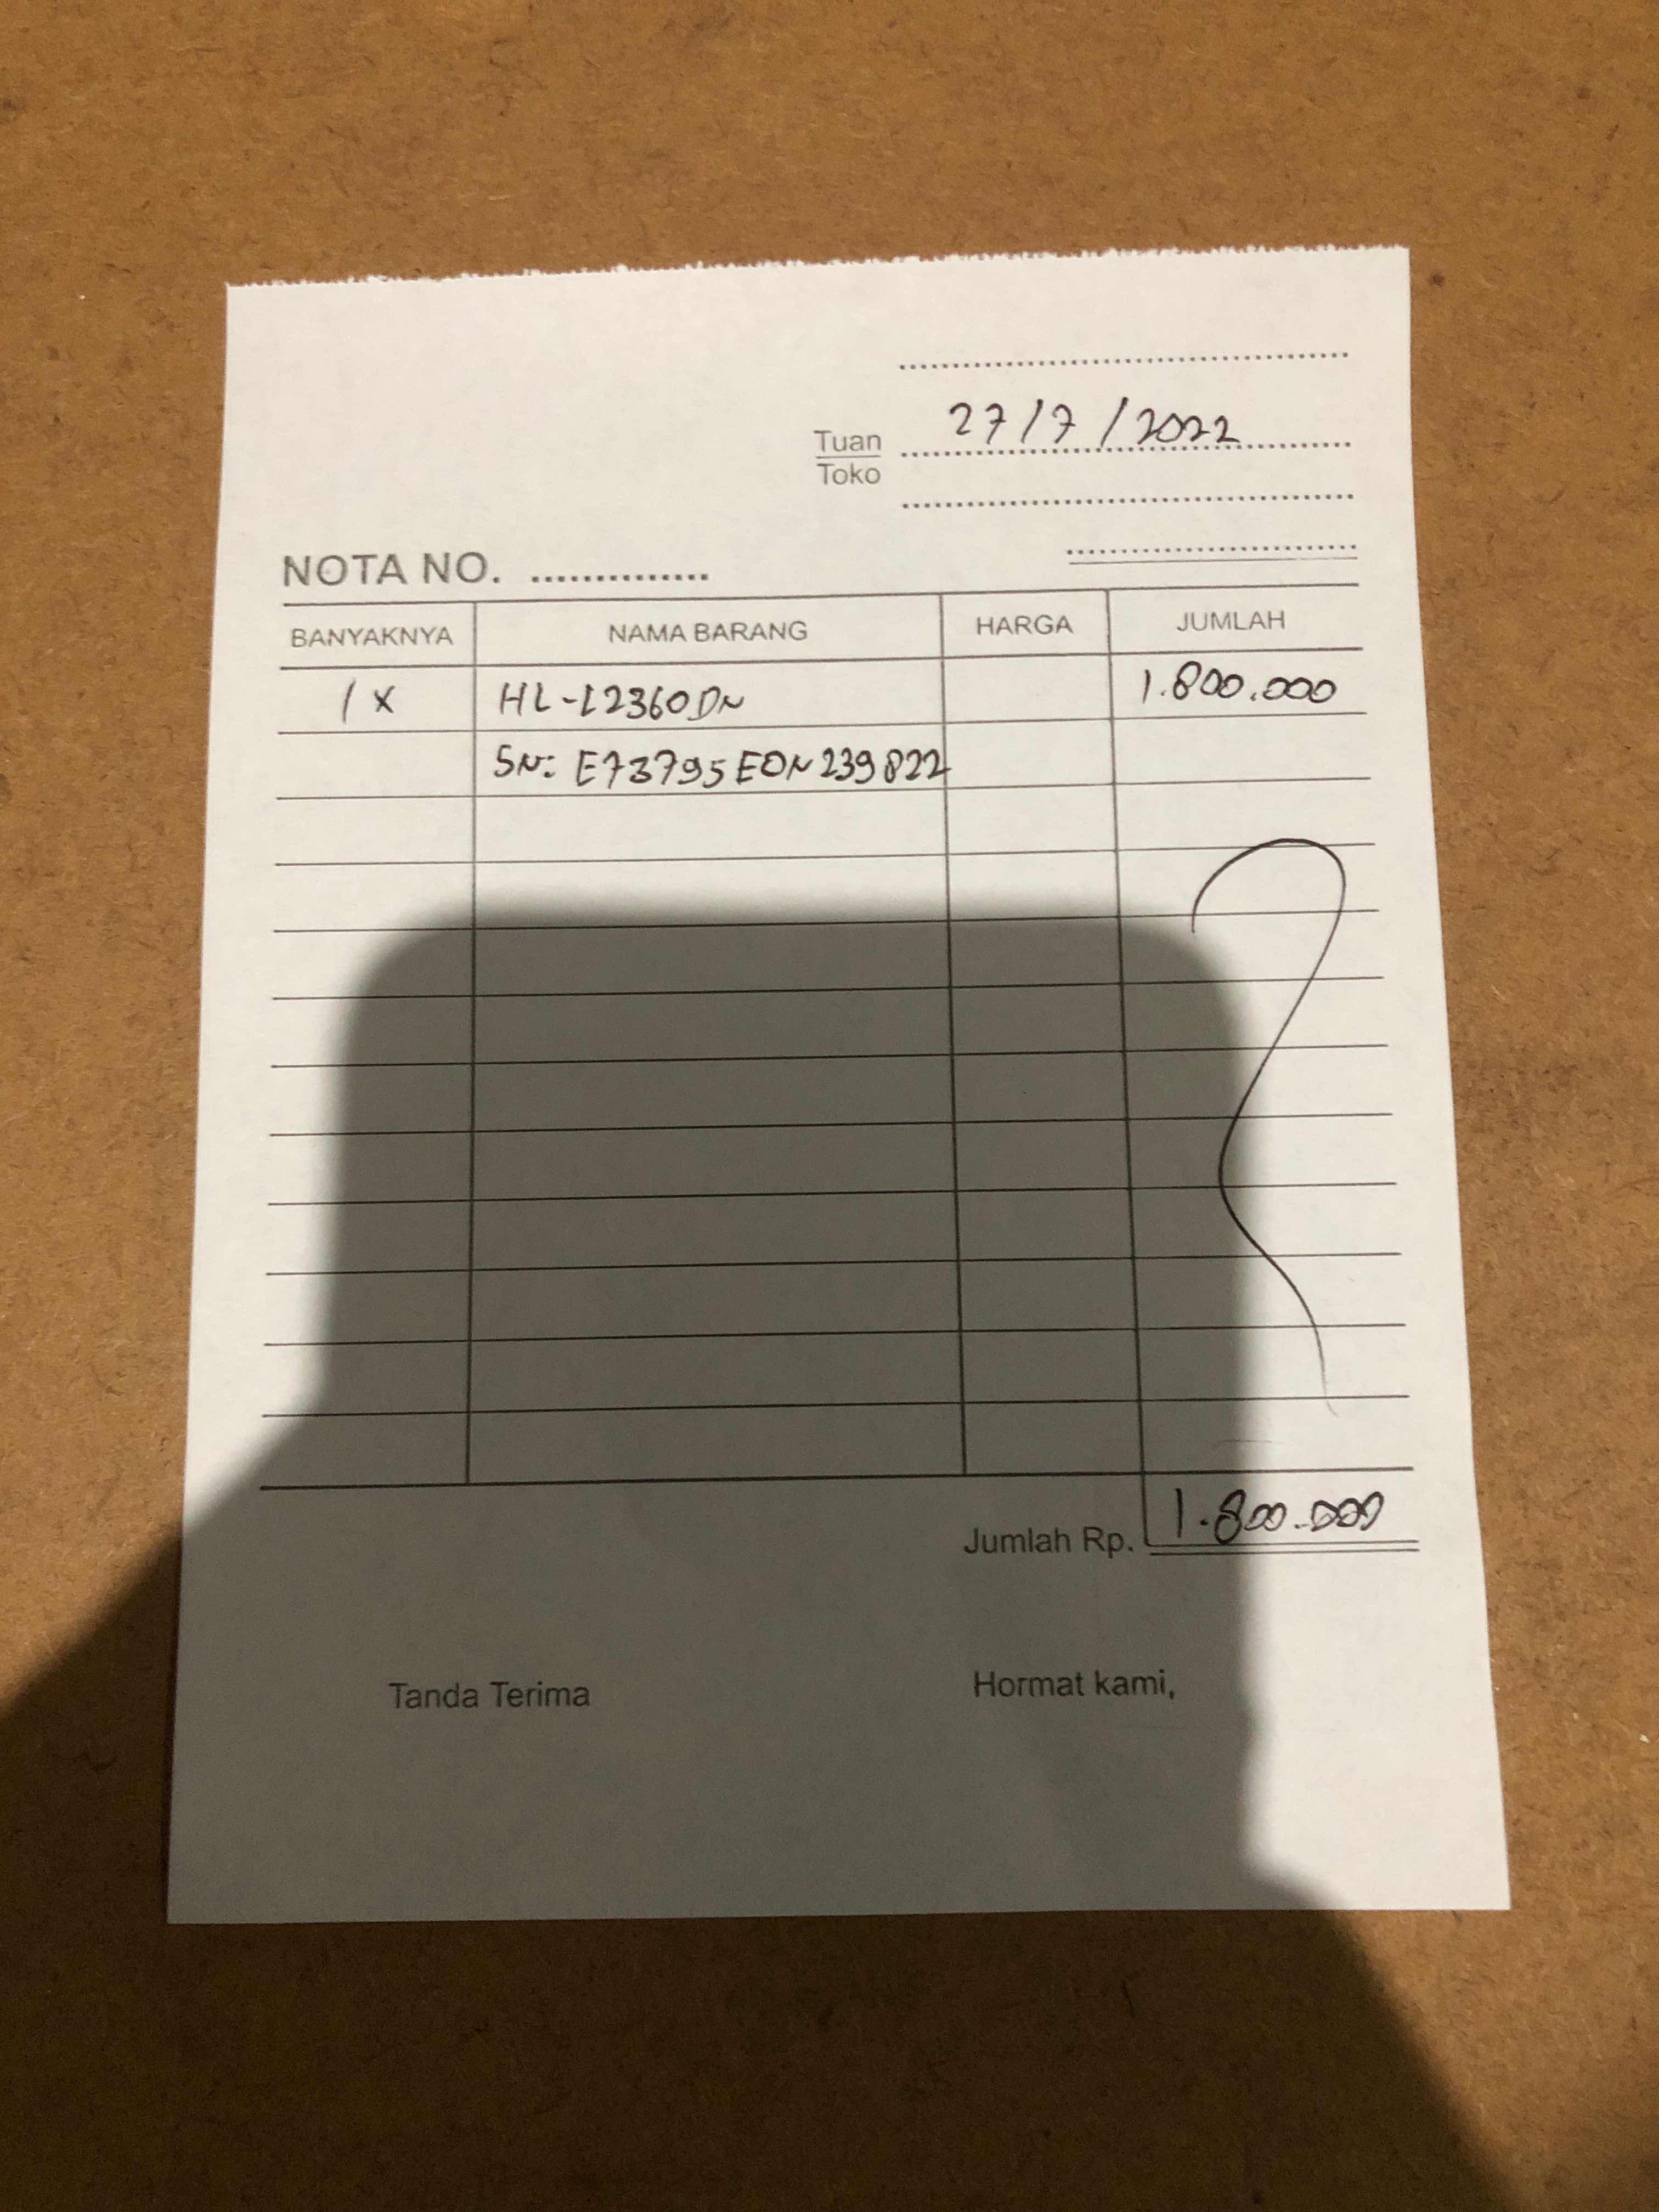 27/7/2022
Tuan
Toko
NOTA NO. ..............
BANYAKNYA NAMA BARANG HARGA JUMLAH
1 x HL-L2360DN 1.800.000
SN: E73795E0N239822
Jumlah Rp. 1.800.000
Tanda Terima Hormat kami,